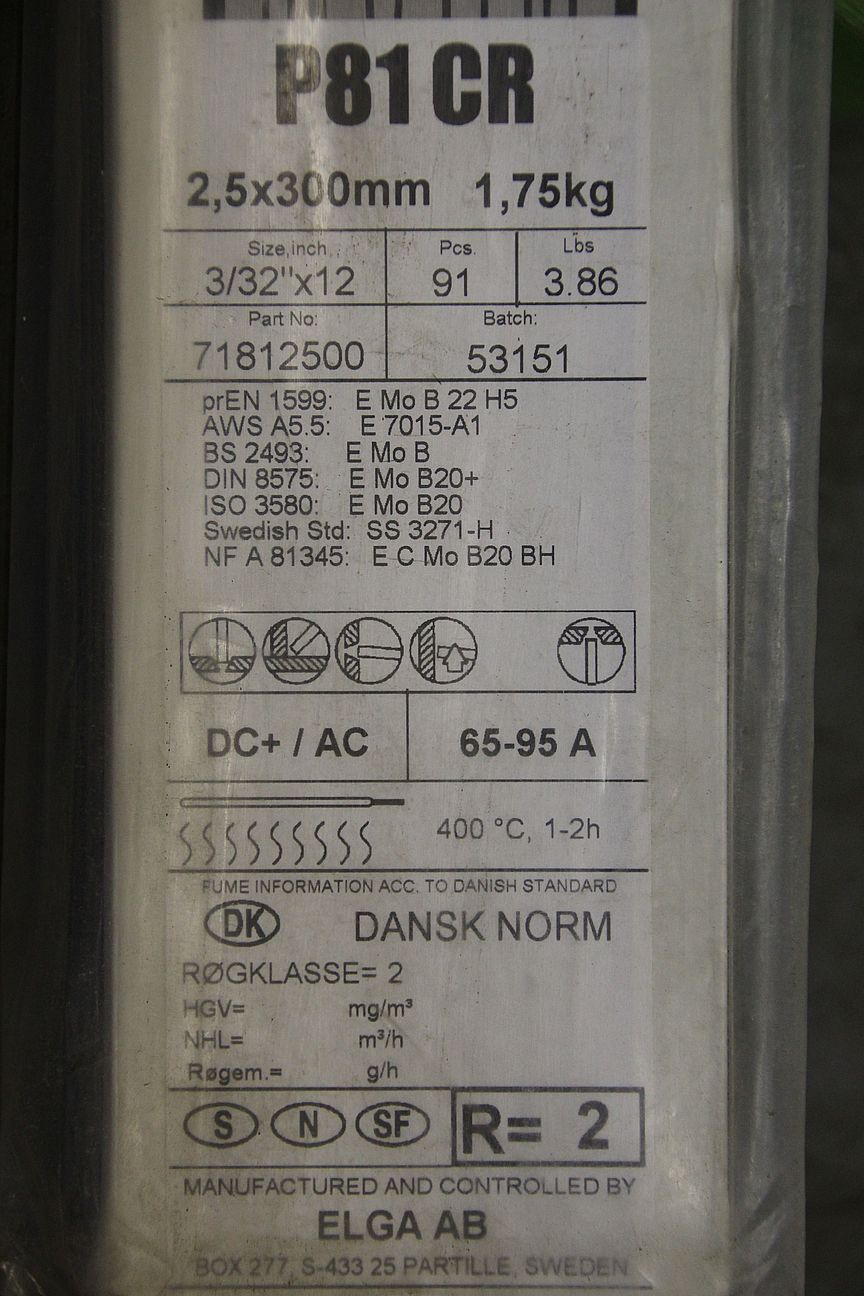 P81 CR
2,5x300mm 1,75kg
Size,inch Pcs. Lbs
3/32"x12 91 3.86
Part No: Batch:
71812500 53151
prEN 1599: E Mo B 22 H5
AWS A5.5: E 7015-A1
BS 2493: E Mo B
DIN 8575: E Mo B20+
ISO 3580: E Mo B20
Swedish Std: SS 3271-H
NF A 81345: E C Mo B20 BH
DC+ / AC 65-95 A
400 °C, 1-2h
FUME INFORMATION ACC. TO DANISH STANDARD
DK DANSK NORM
RØGKLASSE= 2
HGV= mg/m³
NHL= m³/h
Røgem.= g/h
S N SF R= 2
MANUFACTURED AND CONTROLLED BY
ELGA AB
BOX 277, S-433 25 PARTILLE, SWEDEN